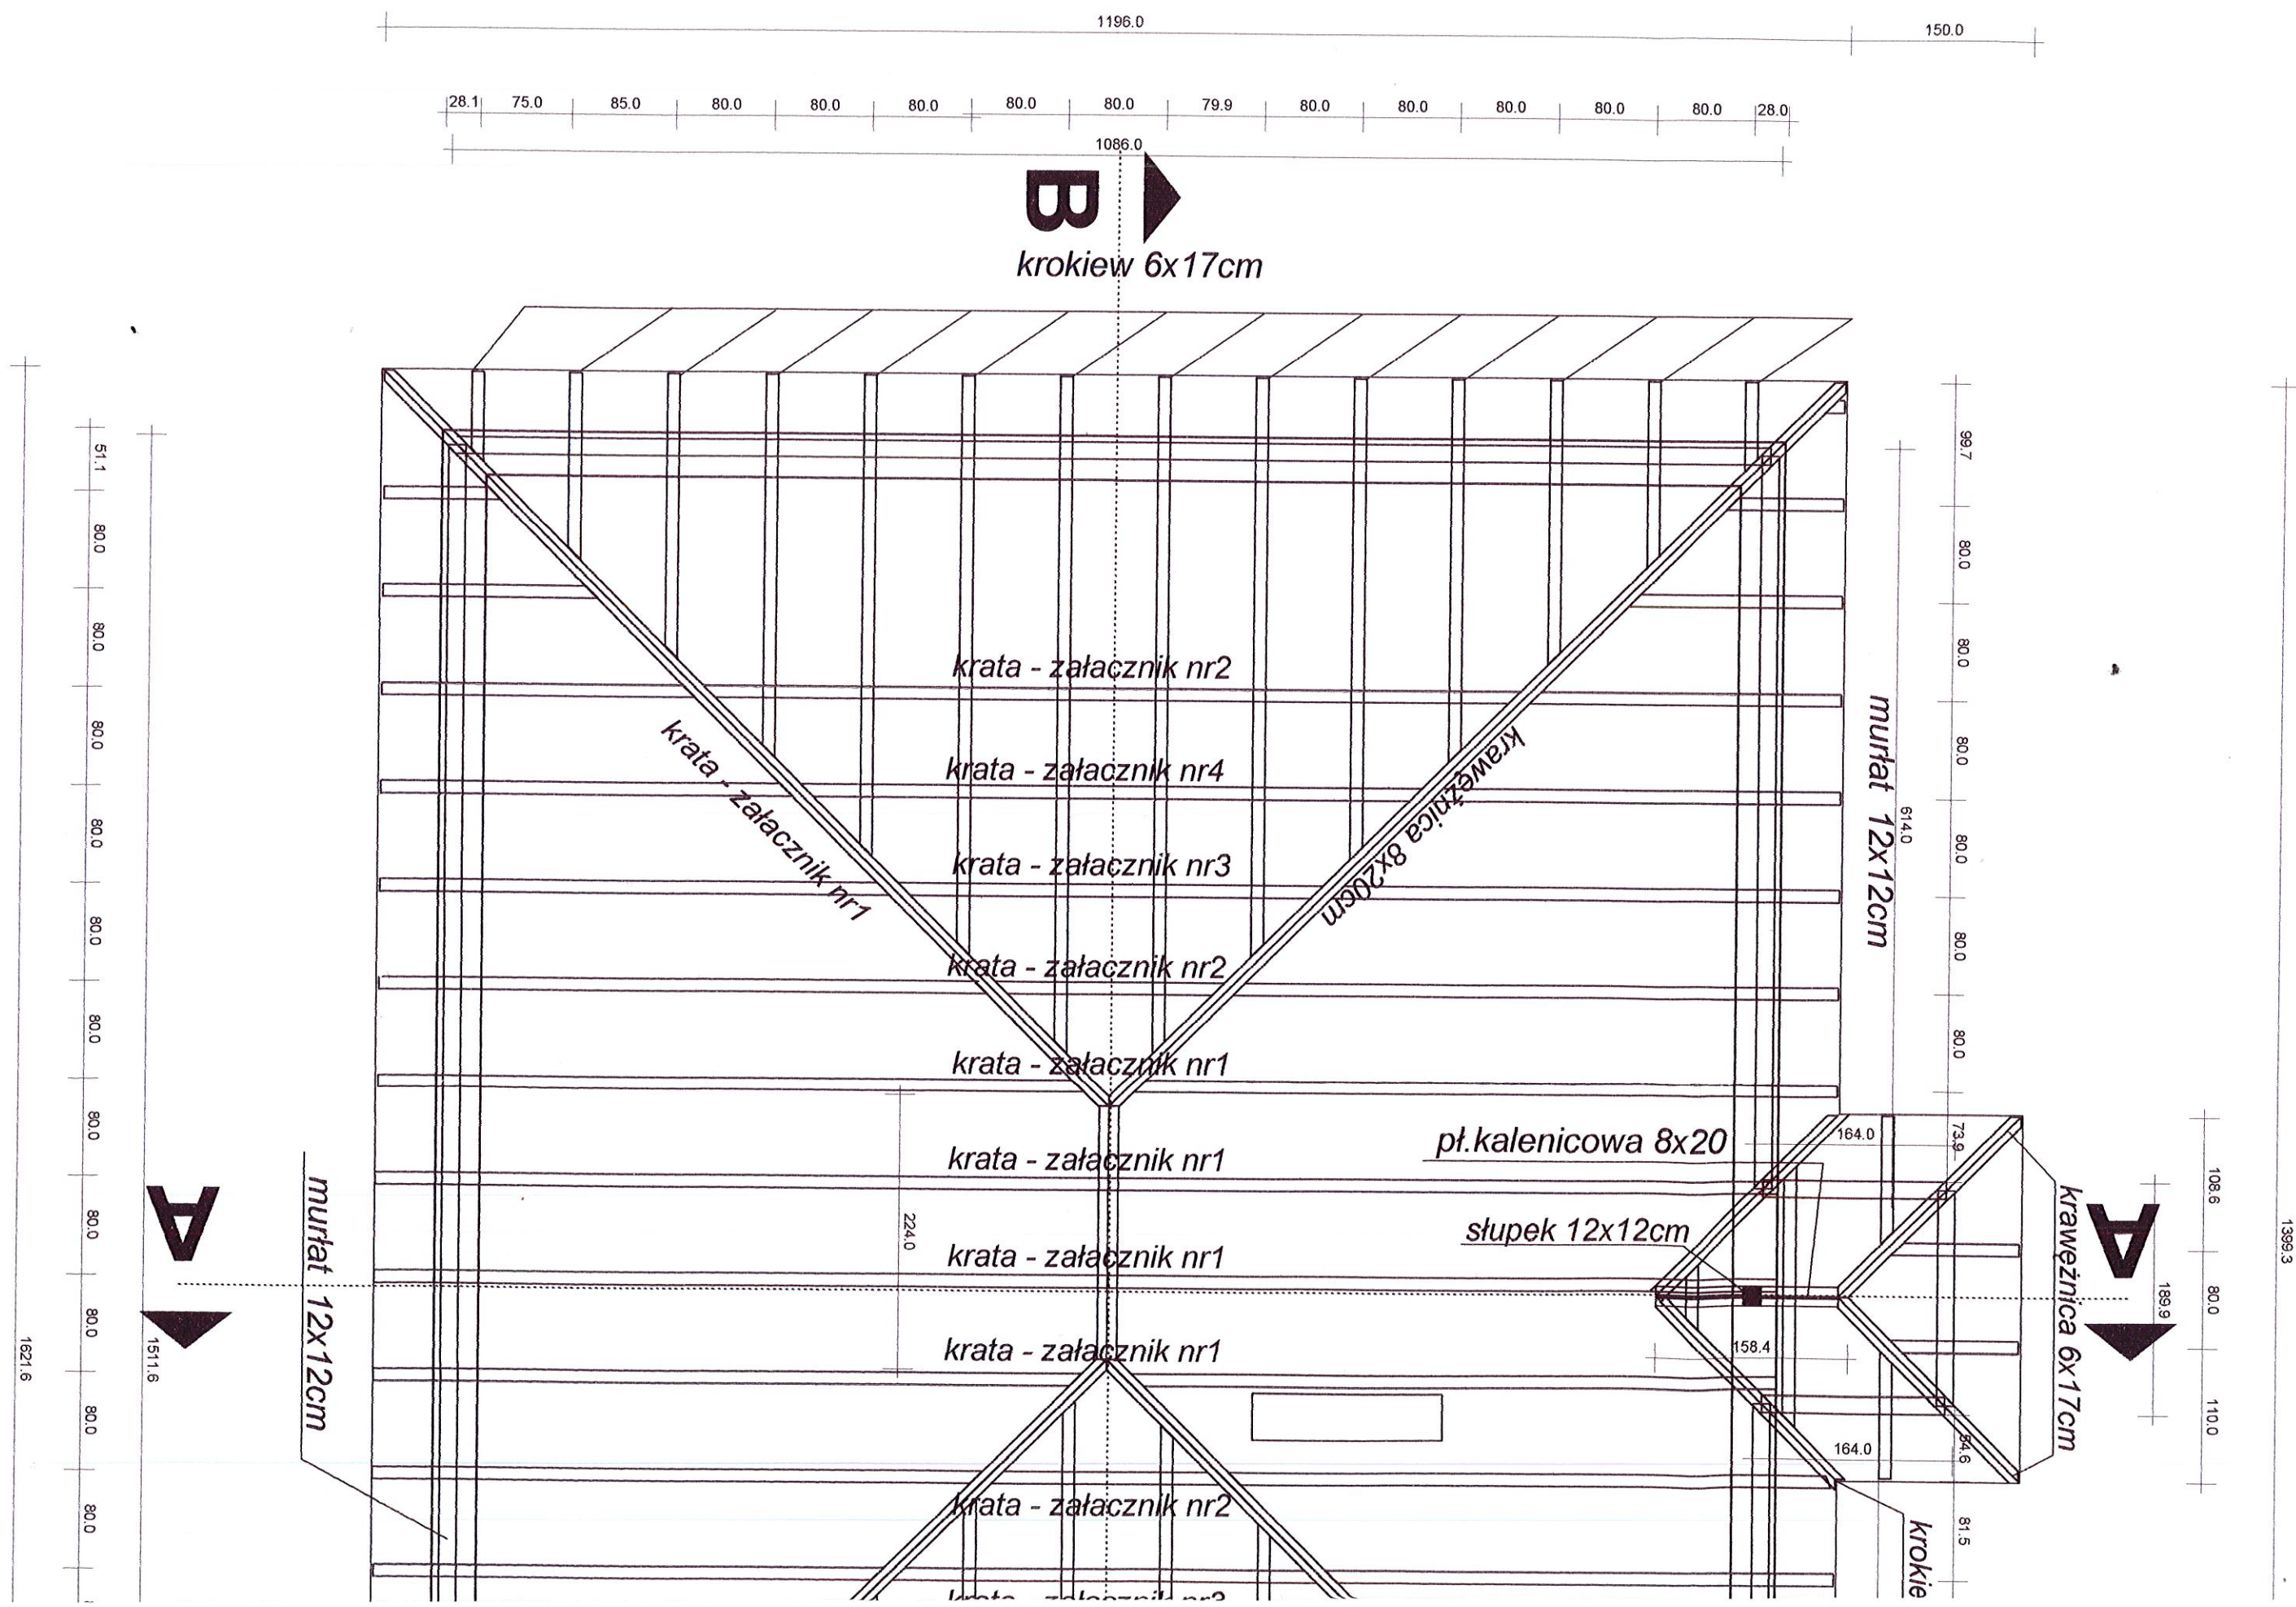 1196.0
150.0
28.1 75.0 85.0 80.0 80.0 80.0 80.0 80.0 79.9 80.0 80.0 80.0 80.0 80.0 28.0
1086.0
B
krokiew 6x17cm
51.1
80.0
80.0
80.0
80.0
80.0
80.0
80.0
80.0
80.0
80.0
80.0
1621.6
1511.6
99.7
80.0
80.0
80.0
80.0
80.0
80.0
73.9
614.0
murłat 12x12cm
krata - załacznik nr2
krata - załacznik nr4
krata - załacznik nr1
krawężnica 8x20cm
krata - załacznik nr3
krata - załacznik nr2
krata - załacznik nr1
krata - załacznik nr1
krata - załacznik nr1
krata - załacznik nr1
krata - załacznik nr2
224.0
pł.kalenicowa 8x20
słupek 12x12cm
164.0
158.4
164.0
81.5
A
murłat 12x12cm
A
krawężnica 6x17cm
108.6
80.0
110.0
189.9
1399.3
krokie